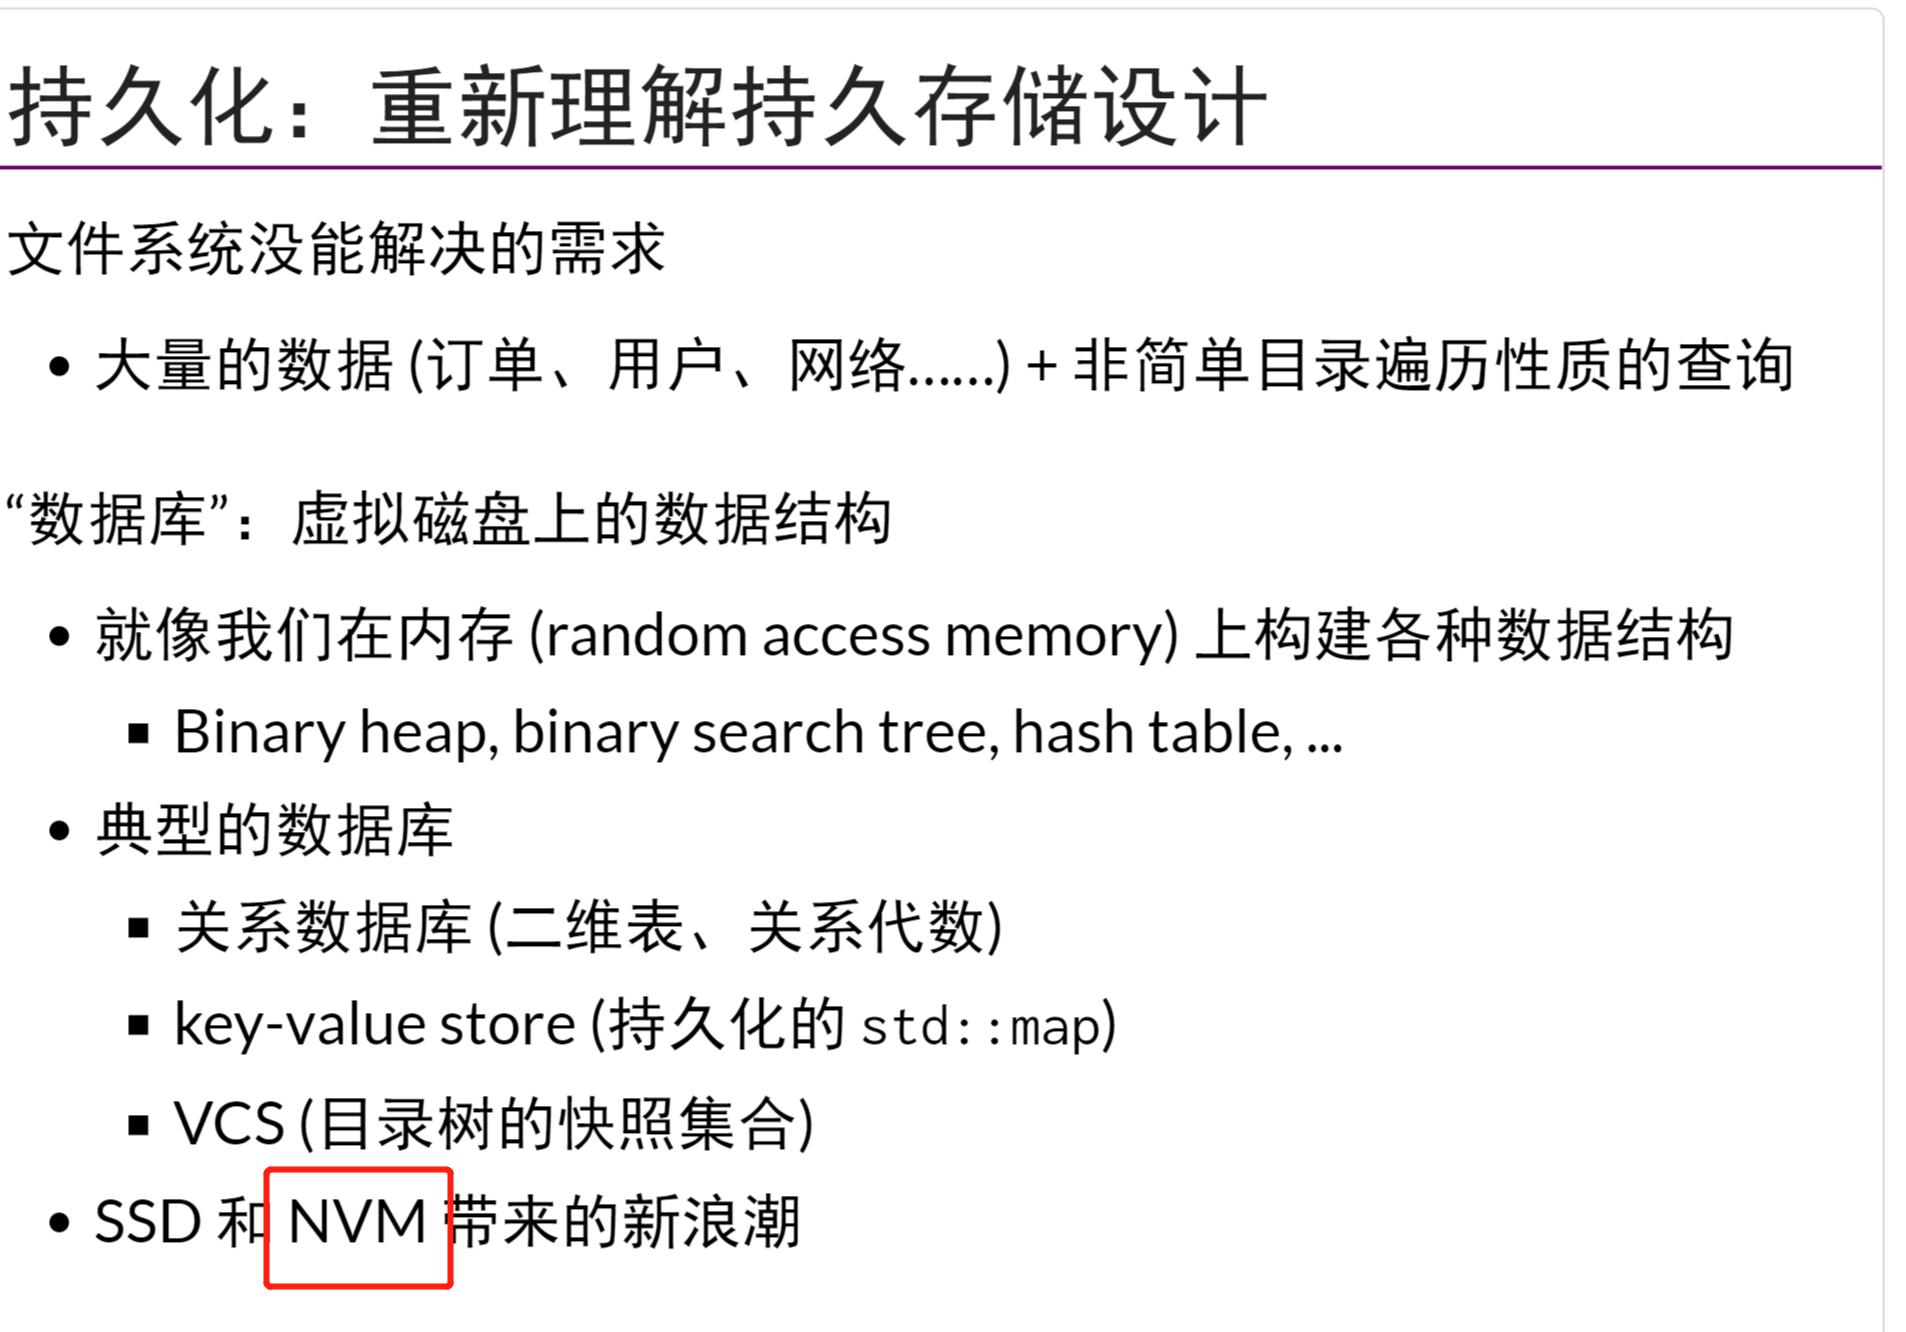 持久化：重新理解持久存储设计
文件系统没能解决的需求
• 大量的数据 (订单、用户、网络……) + 非简单目录遍历性质的查询
“数据库”：虚拟磁盘上的数据结构
• 就像我们在内存 (random access memory) 上构建各种数据结构
▪ Binary heap, binary search tree, hash table, ...
• 典型的数据库
▪ 关系数据库 (二维表、关系代数)
▪ key-value store (持久化的 std::map)
▪ VCS (目录树的快照集合)
• SSD 和 NVM 带来的新浪潮